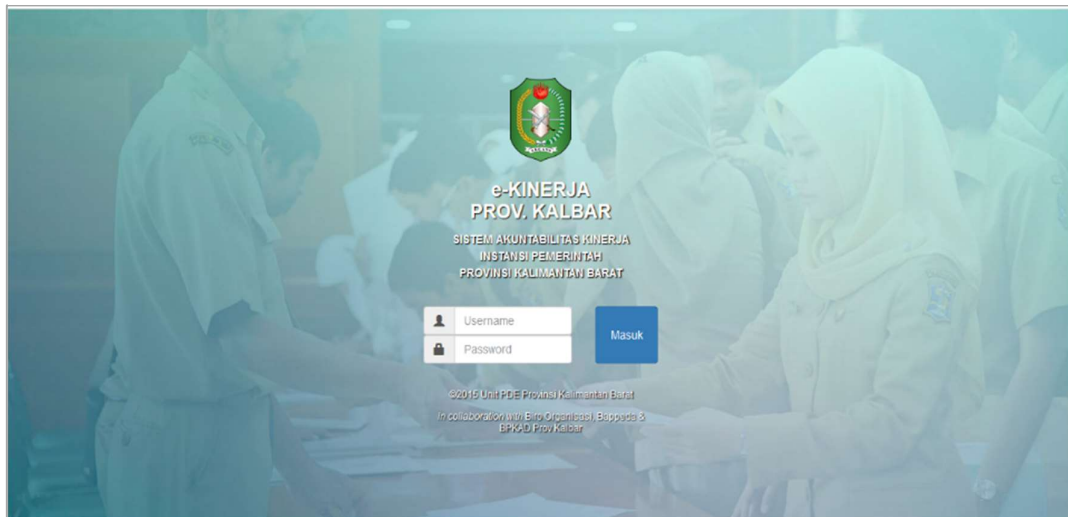 e-KINERJA
PROV. KALBAR
SISTEM AKUNTABILITAS KINERJA
INSTANSI PEMERINTAH
PROVINSI KALIMANTAN BARAT
Username
Masuk
Password
©2015 Unit PDE Provinsi Kalimantan Barat
In collaboration with Biro Organisasi, Bappeda &
BPKAD Prov Kalbar